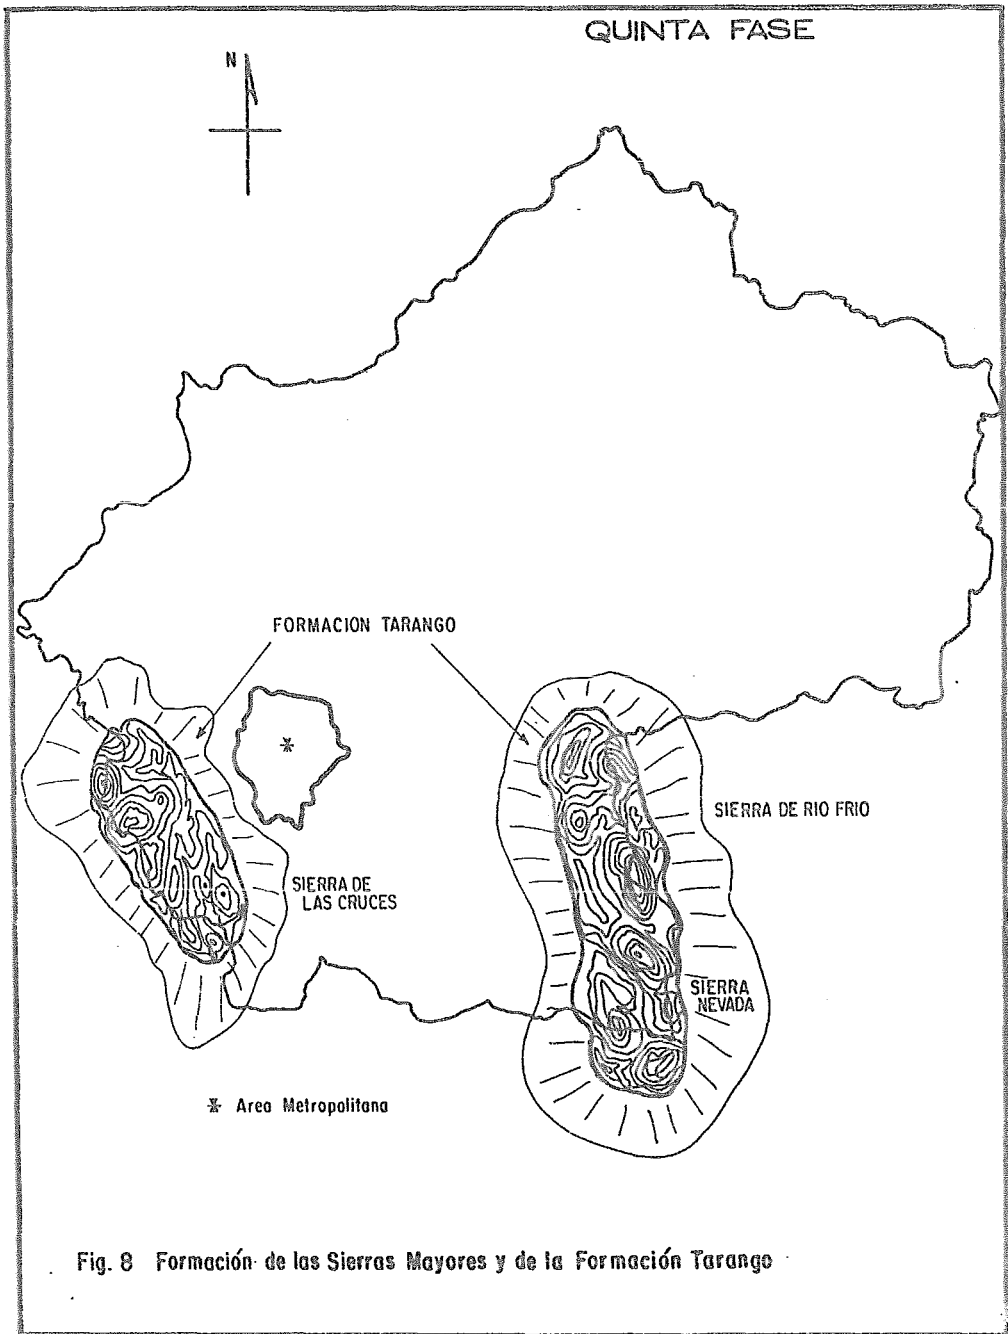 QUINTA FASE
N
FORMACION TARANGO
SIERRA DE RIO FRIO
SIERRA DE
LAS CRUCES
SIERRA
NEVADA
* Area Metropolitana
Fig. 8 Formación de las Sierras Mayores y de la Formación Tarango